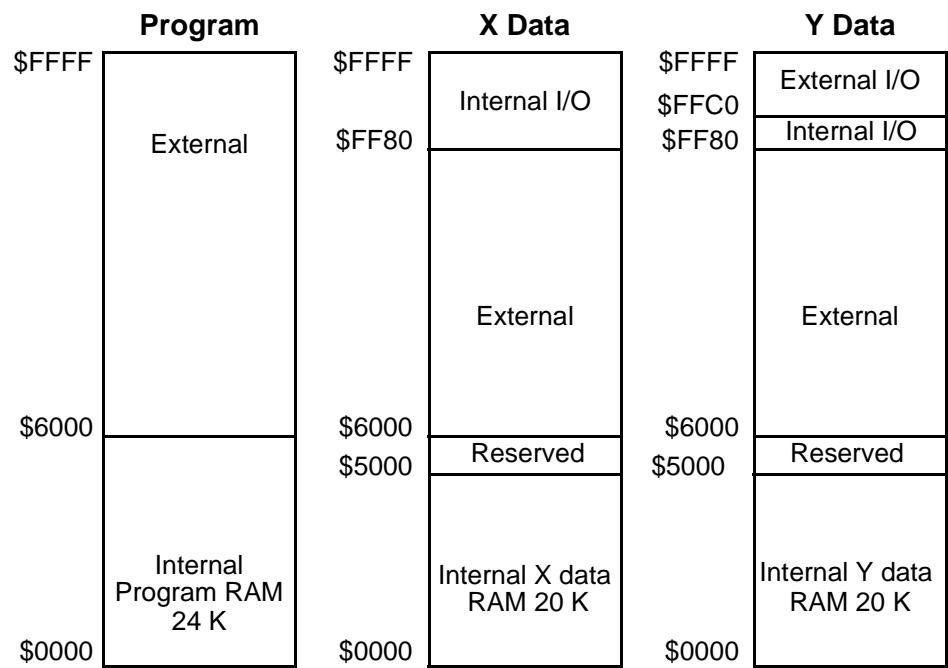 Program
$FFFF
External
$6000
Internal
Program RAM
24 K
$0000
X Data
$FFFF
Internal I/O
$FF80
External
$6000
Reserved
$5000
Internal X data
RAM 20 K
$0000
Y Data
$FFFF
External I/O
$FFC0
Internal I/O
$FF80
External
$6000
Reserved
$5000
Internal Y data
RAM 20 K
$0000